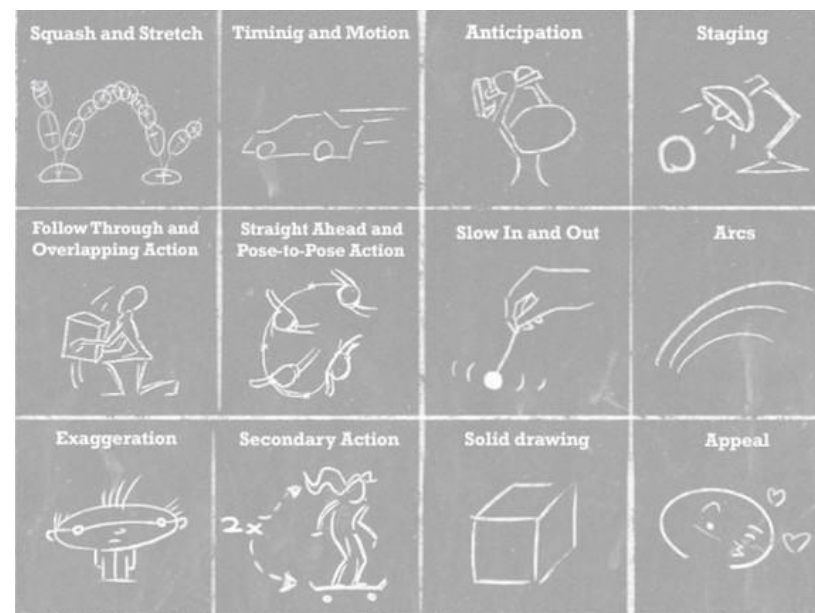 Squash and Stretch
Timinig and Motion
Anticipation
Staging
Follow Through and
Overlapping Action
Straight Ahead and
Pose-to-Pose Action
Slow In and Out
Arcs
Exaggeration
Secondary Action
2x
Solid drawing
Appeal